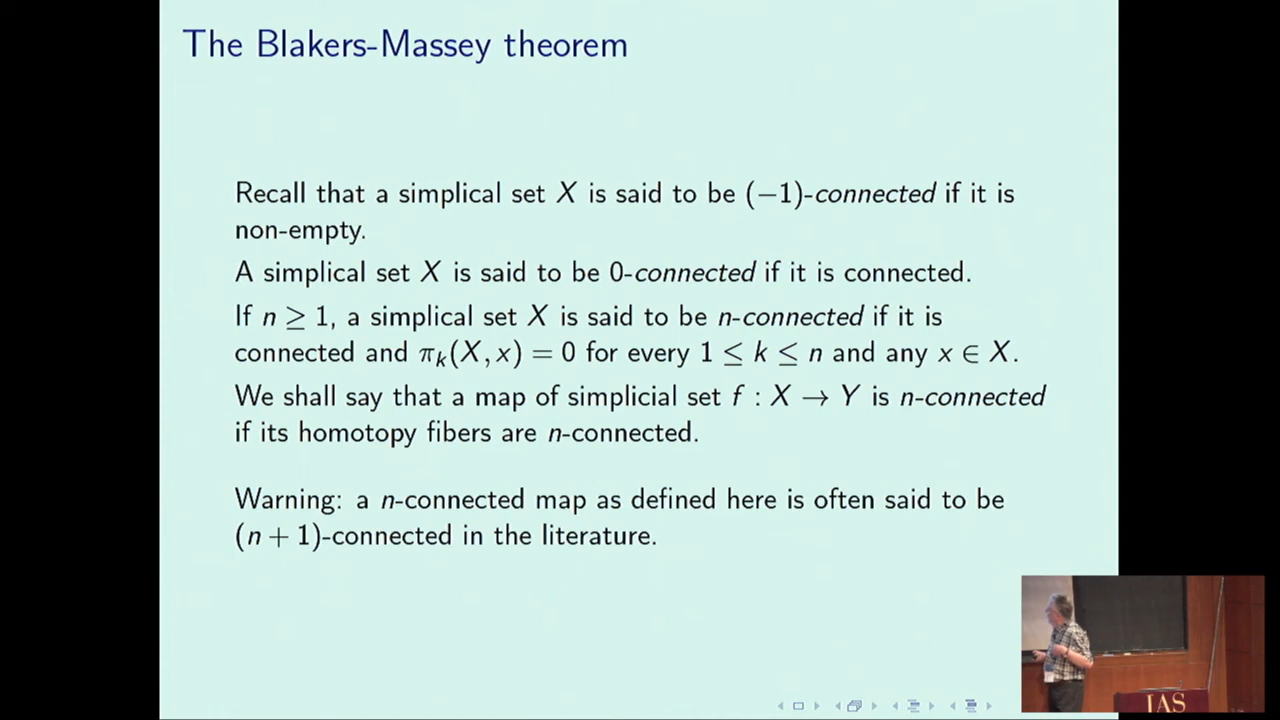 The Blakers-Massey theorem
Recall that a simplical set X is said to be (−1)-connected if it is
non-empty.
A simplical set X is said to be 0-connected if it is connected.
If n ≥ 1, a simplical set X is said to be n-connected if it is
connected and πk(X, x) = 0 for every 1 ≤ k ≤ n and any x ∈ X.
We shall say that a map of simplicial set f : X → Y is n-connected
if its homotopy fibers are n-connected.
Warning: a n-connected map as defined here is often said to be
(n + 1)-connected in the literature.
IAS